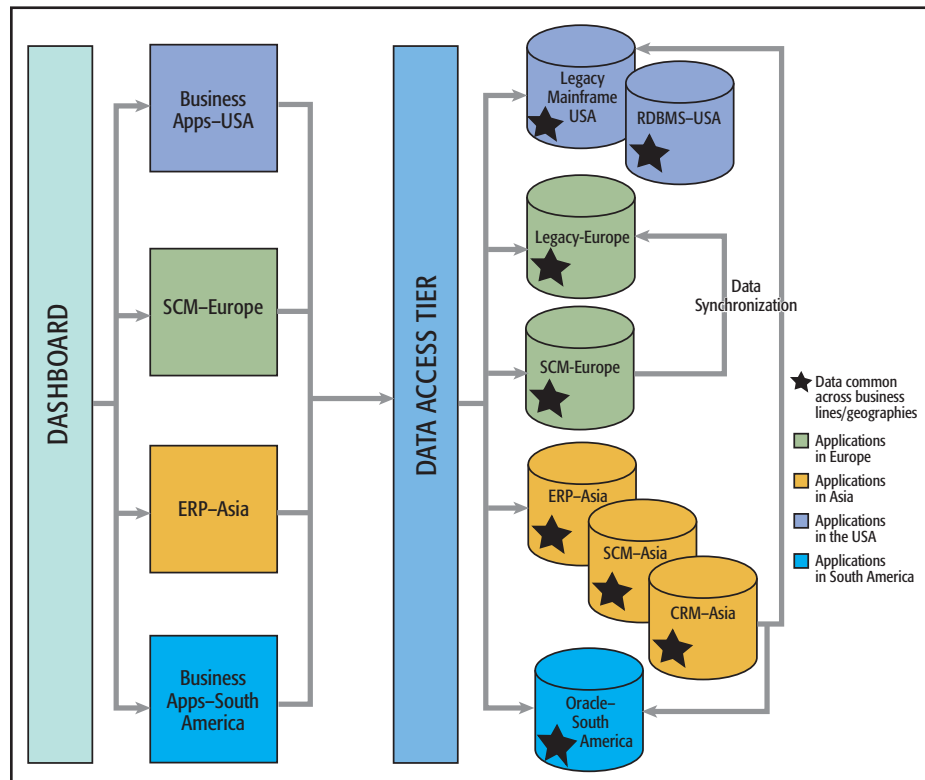 DASHBOARD
Business
Apps–USA
SCM–Europe
ERP–Asia
Business
Apps–South
America
DATA ACCESS TIER
Legacy
Mainframe
USA
RDBMS–USA
Legacy-Europe
SCM-Europe
ERP–Asia
SCM–Asia
CRM–Asia
Oracle–
South
America
Data
Synchronization
Data common
across business
lines/geographies
Applications
in Europe
Applications
in Asia
Applications
in the USA
Applications
in South America